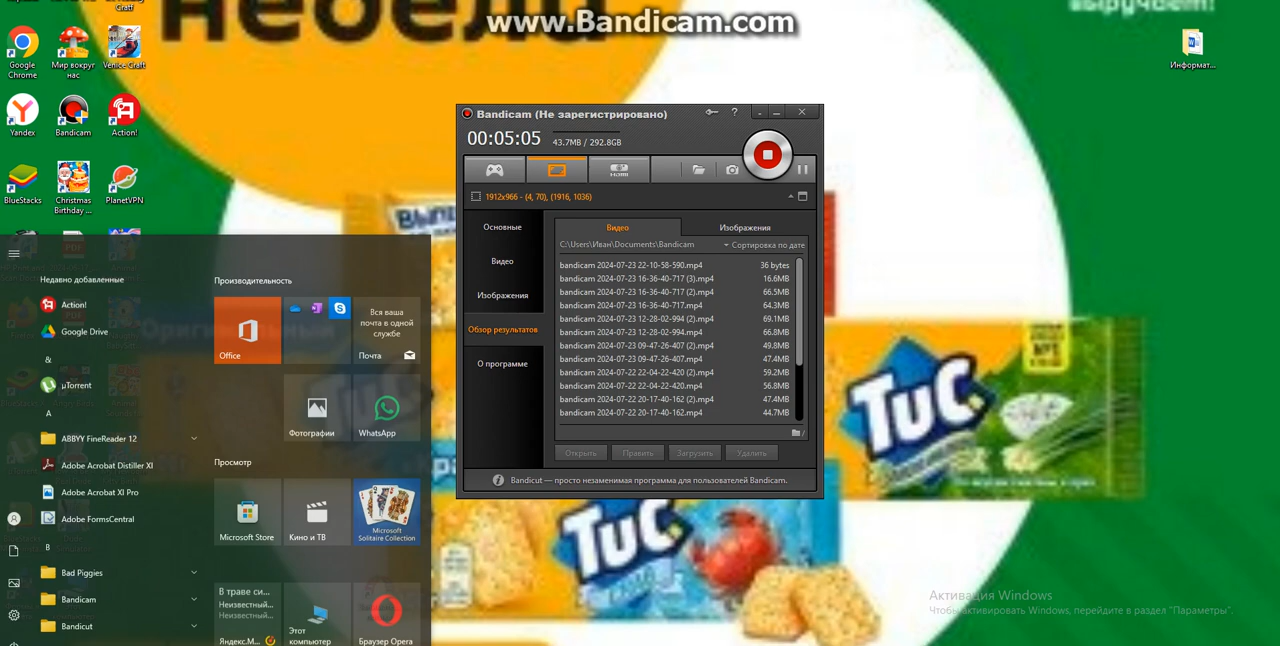 небела
www.Bandicam.com
выручает!
Craft
Google Chrome
Мир вокруг нас
Venice Craft
Информат...
Yandex
Bandicam
Action!
BlueStacks
Christmas Birthday ...
PlanetVPN
Bandicam (Не зарегистрировано)
00:05:05
43.7MB / 292.8GB
1912x966 - (4, 70), (1916, 1036)
Основные
Видео
Изображения
Обзор результатов
О программе
Видео
Изображения
C:\Users\Иван\Documents\Bandicam
Сортировка по дате
bandicam 2024-07-23 22-10-58-590.mp4 36 bytes
bandicam 2024-07-23 16-36-40-717 (3).mp4 16.6MB
bandicam 2024-07-23 16-36-40-717 (2).mp4 66.5MB
bandicam 2024-07-23 16-36-40-717.mp4 64.3MB
bandicam 2024-07-23 12-28-02-994 (2).mp4 69.1MB
bandicam 2024-07-23 12-28-02-994.mp4 66.8MB
bandicam 2024-07-23 09-47-26-407 (2).mp4 49.8MB
bandicam 2024-07-23 09-47-26-407.mp4 47.4MB
bandicam 2024-07-22 22-04-22-420 (2).mp4 59.2MB
bandicam 2024-07-22 22-04-22-420.mp4 56.8MB
bandicam 2024-07-22 20-17-40-162 (2).mp4 47.1MB
bandicam 2024-07-22 20-17-40-162.mp4 44.7MB
Открыть
Править
Загрузить
Удалить
Bandicut — просто незаменимая программа для пользователей Bandicam.
Недавно добавленные
Action!
Google Drive
&
µTorrent
A
ABBYY FineReader 12
Adobe Acrobat Distiller XI
Adobe Acrobat XI Pro
Adobe FormsCentral
B
Bad Piggies
Bandicam
Bandicut
Производительность
Office
Вся ваша почта в одной службе
Почта
Фотографии
WhatsApp
Просмотр
Microsoft Store
Кино и ТВ
Microsoft Solitaire Collection
В траве си...
Неизвестный...
Неизвестный...
Яндекс.М...
Этот компьютер
Браузер Opera
TUC
TUC
Активация Windows
Чтобы активировать Windows, перейдите в раздел "Параметры".